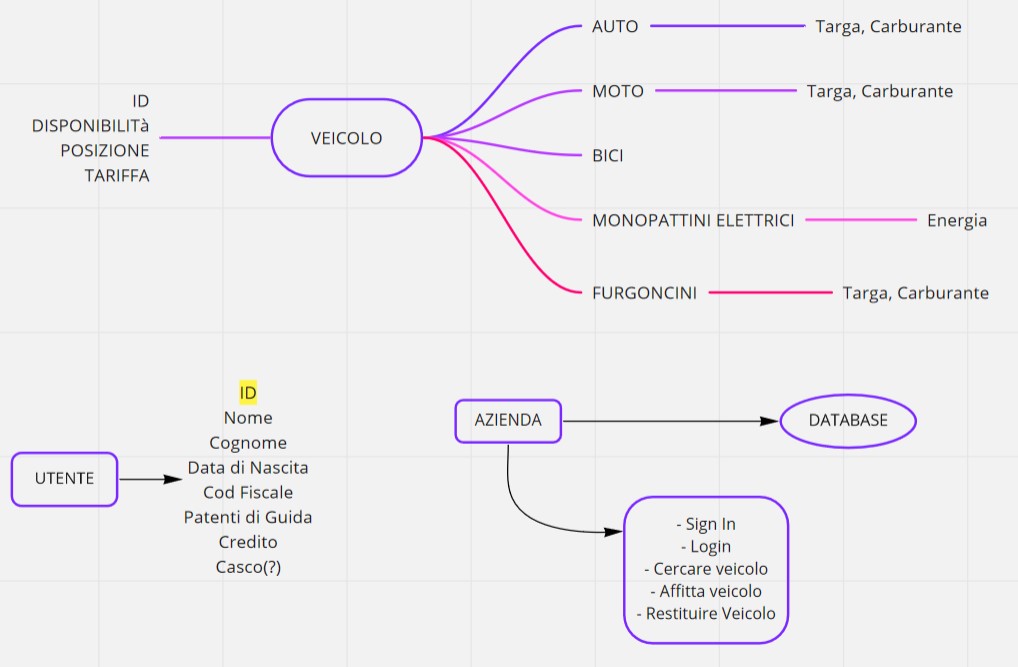 AUTO
Targa, Carburante
MOTO
Targa, Carburante
ID
DISPONIBILITà
POSIZIONE
TARIFFA
VEICOLO
BICI
MONOPATTINI ELETTRICI
Energia
FURGONCINI
Targa, Carburante
UTENTE
ID
Nome
Cognome
Data di Nascita
Cod Fiscale
Patenti di Guida
Credito
Casco(?)
AZIENDA
DATABASE
- Sign In
- Login
- Cercare veicolo
- Affitta veicolo
- Restituire Veicolo